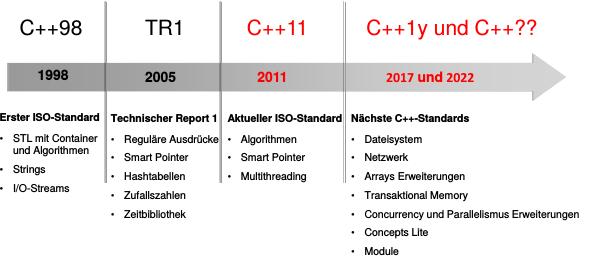 C++98
TR1
C++11
C++1y und C++??
1998
2005
2011
2017 und 2022
Erster ISO-Standard
• STL mit Container
und Algorithmen
• Strings
• I/O-Streams
Technischer Report 1
• Reguläre Ausdrücke
• Smart Pointer
• Hashtabellen
• Zufallszahlen
• Zeitbibliothek
Aktueller ISO-Standard
• Algorithmen
• Smart Pointer
• Multithreading
Nächste C++-Standards
• Dateisystem
• Netzwerk
• Arrays Erweiterungen
• Transaktional Memory
• Concurrency und Parallelismus Erweiterungen
• Concepts Lite
• Module